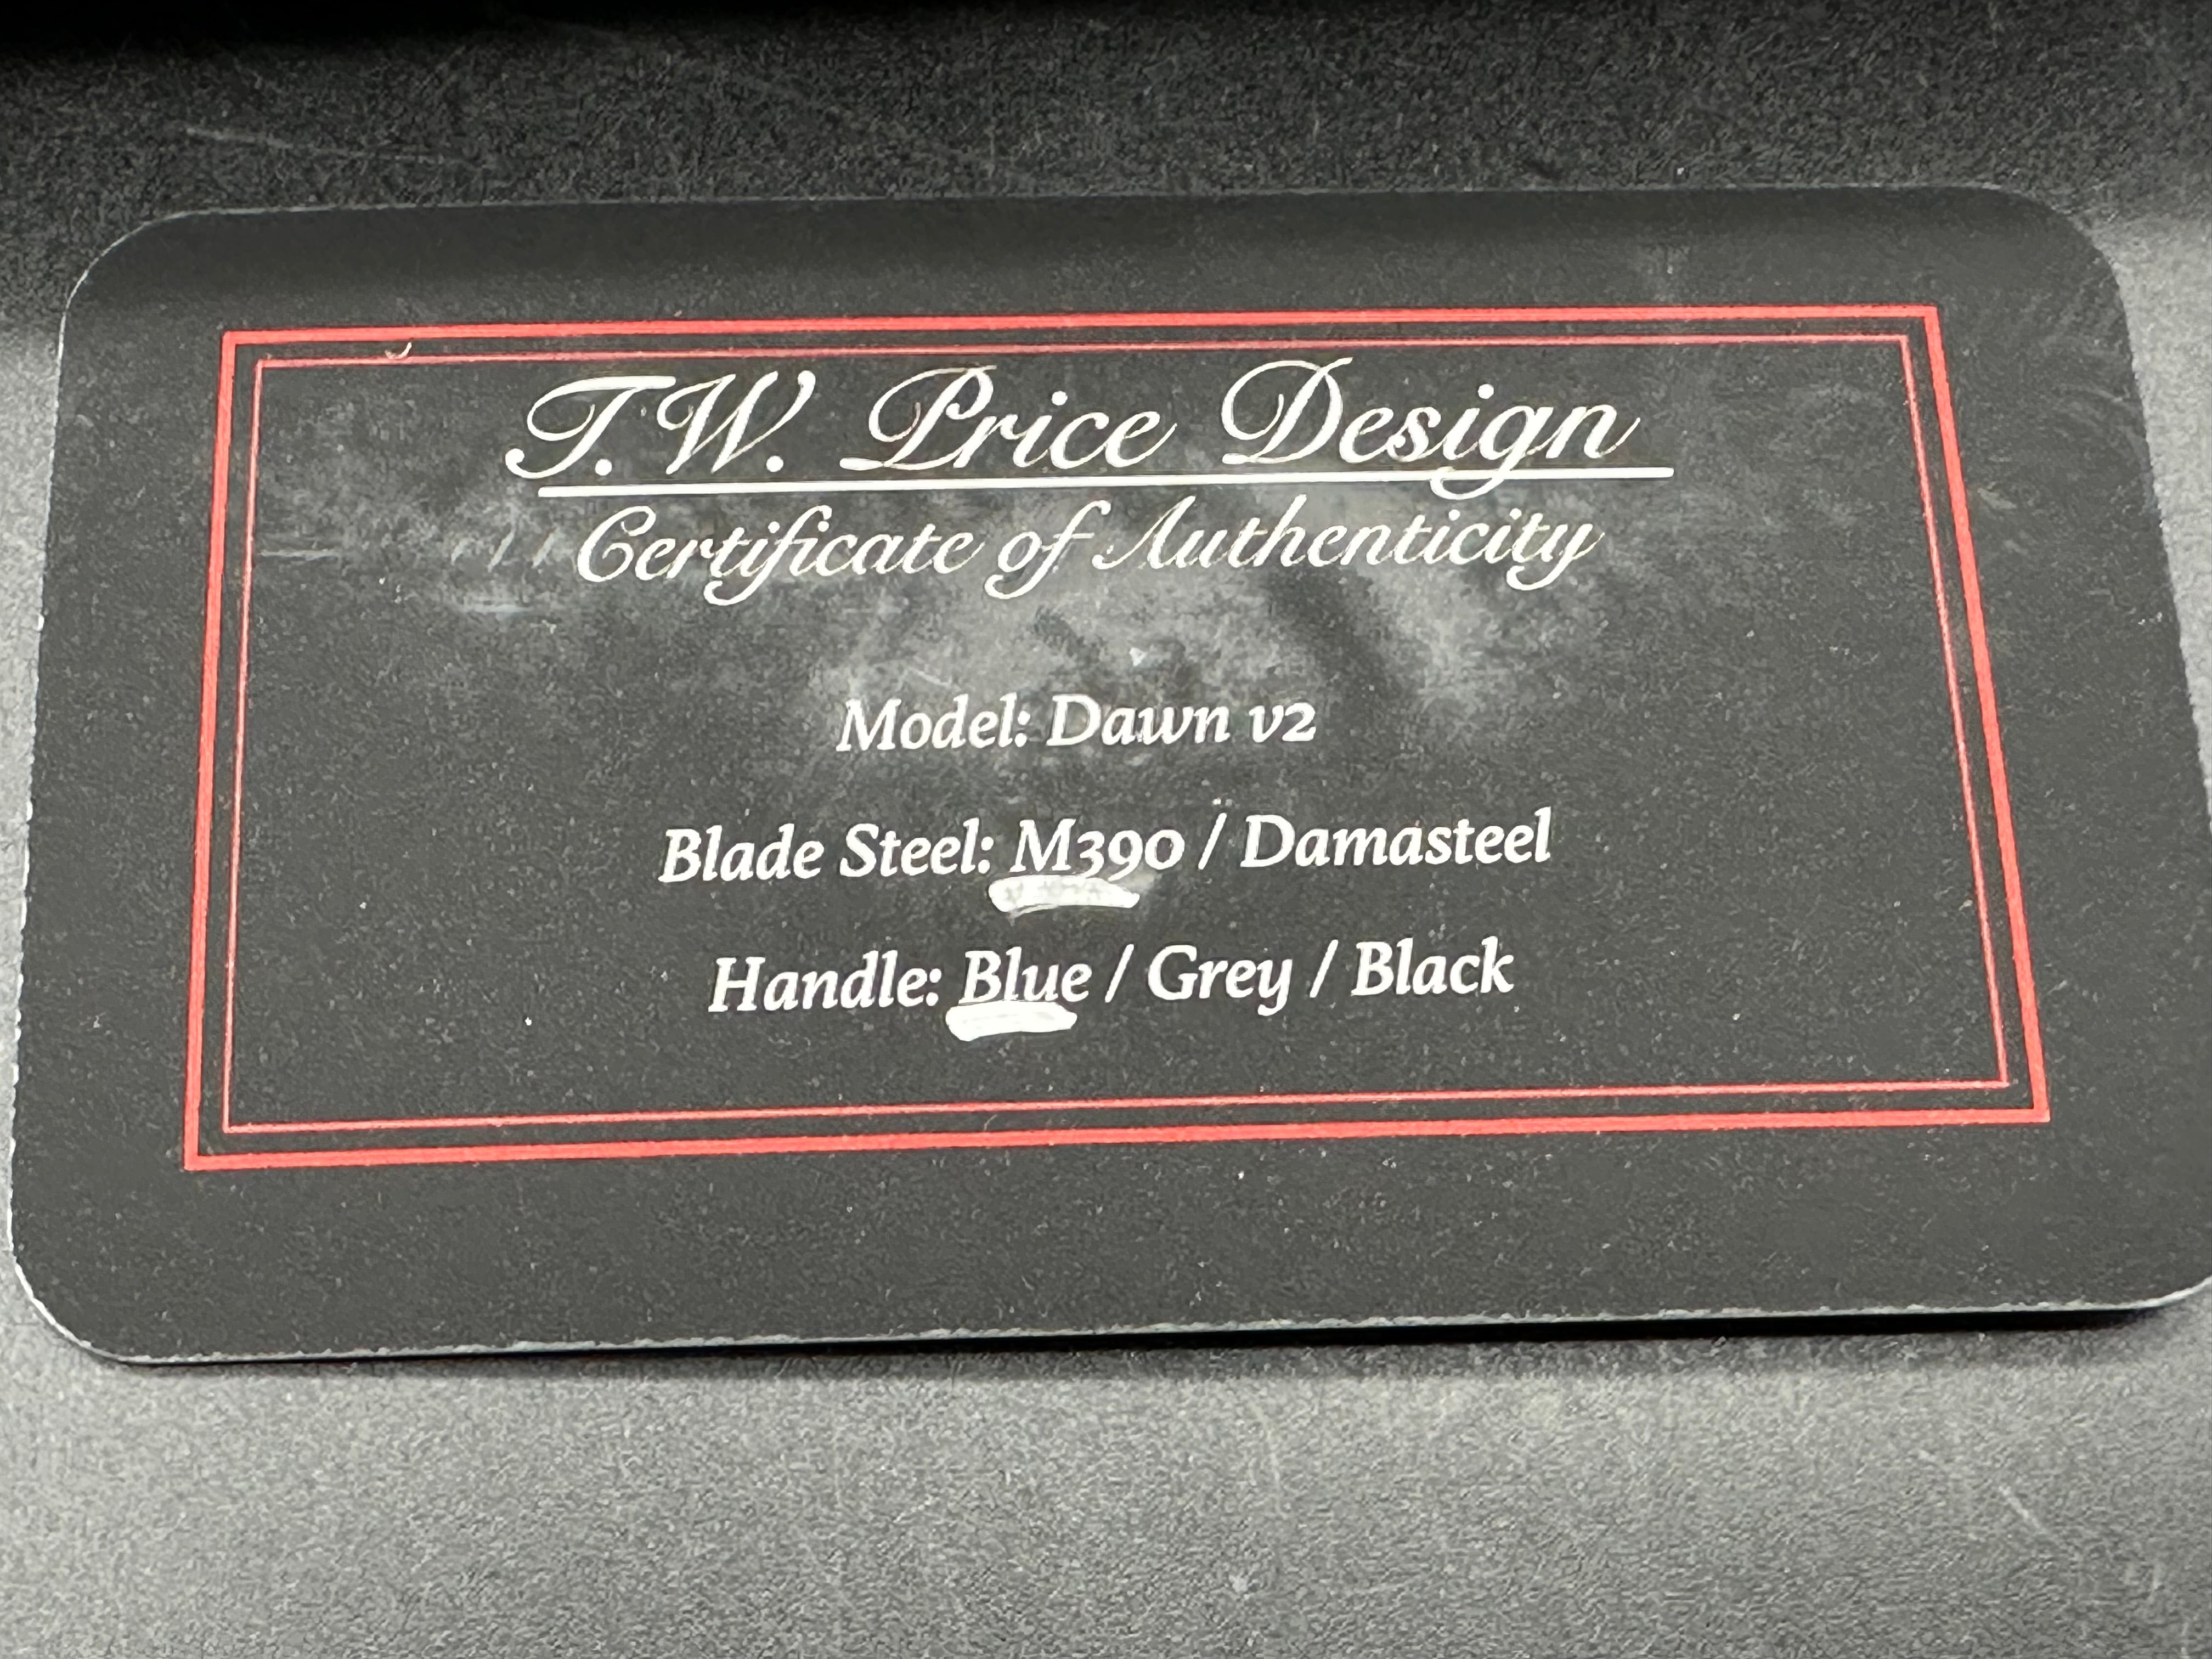 T.W. Price Design
Certificate of Authenticity
Model: Dawn v2
Blade Steel: M390 / Damasteel
Handle: Blue / Grey / Black